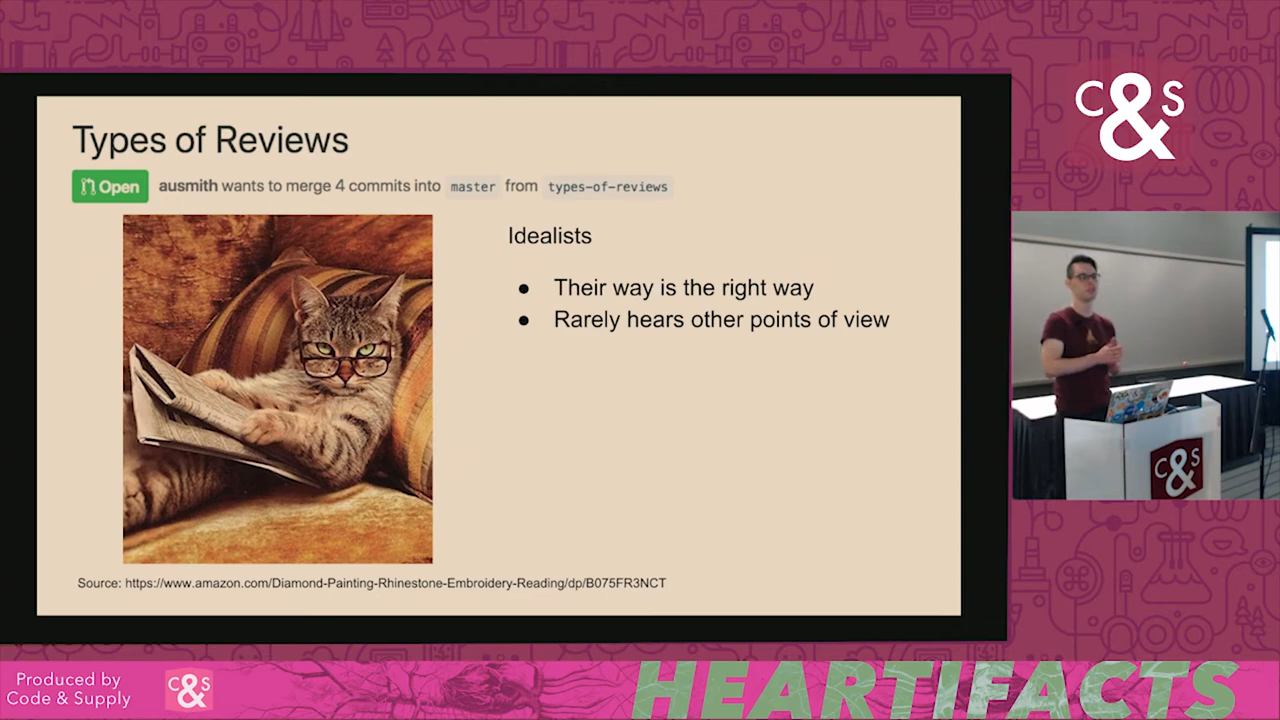 Types of Reviews
Open ausmith wants to merge 4 commits into master from types-of-reviews
Idealists
● Their way is the right way
● Rarely hears other points of view
Source: https://www.amazon.com/Diamond-Painting-Rhinestone-Embroidery-Reading/dp/B075FR3NCT
C&S
C&S
Produced by
Code & Supply
C&S
HEARTIFACTS